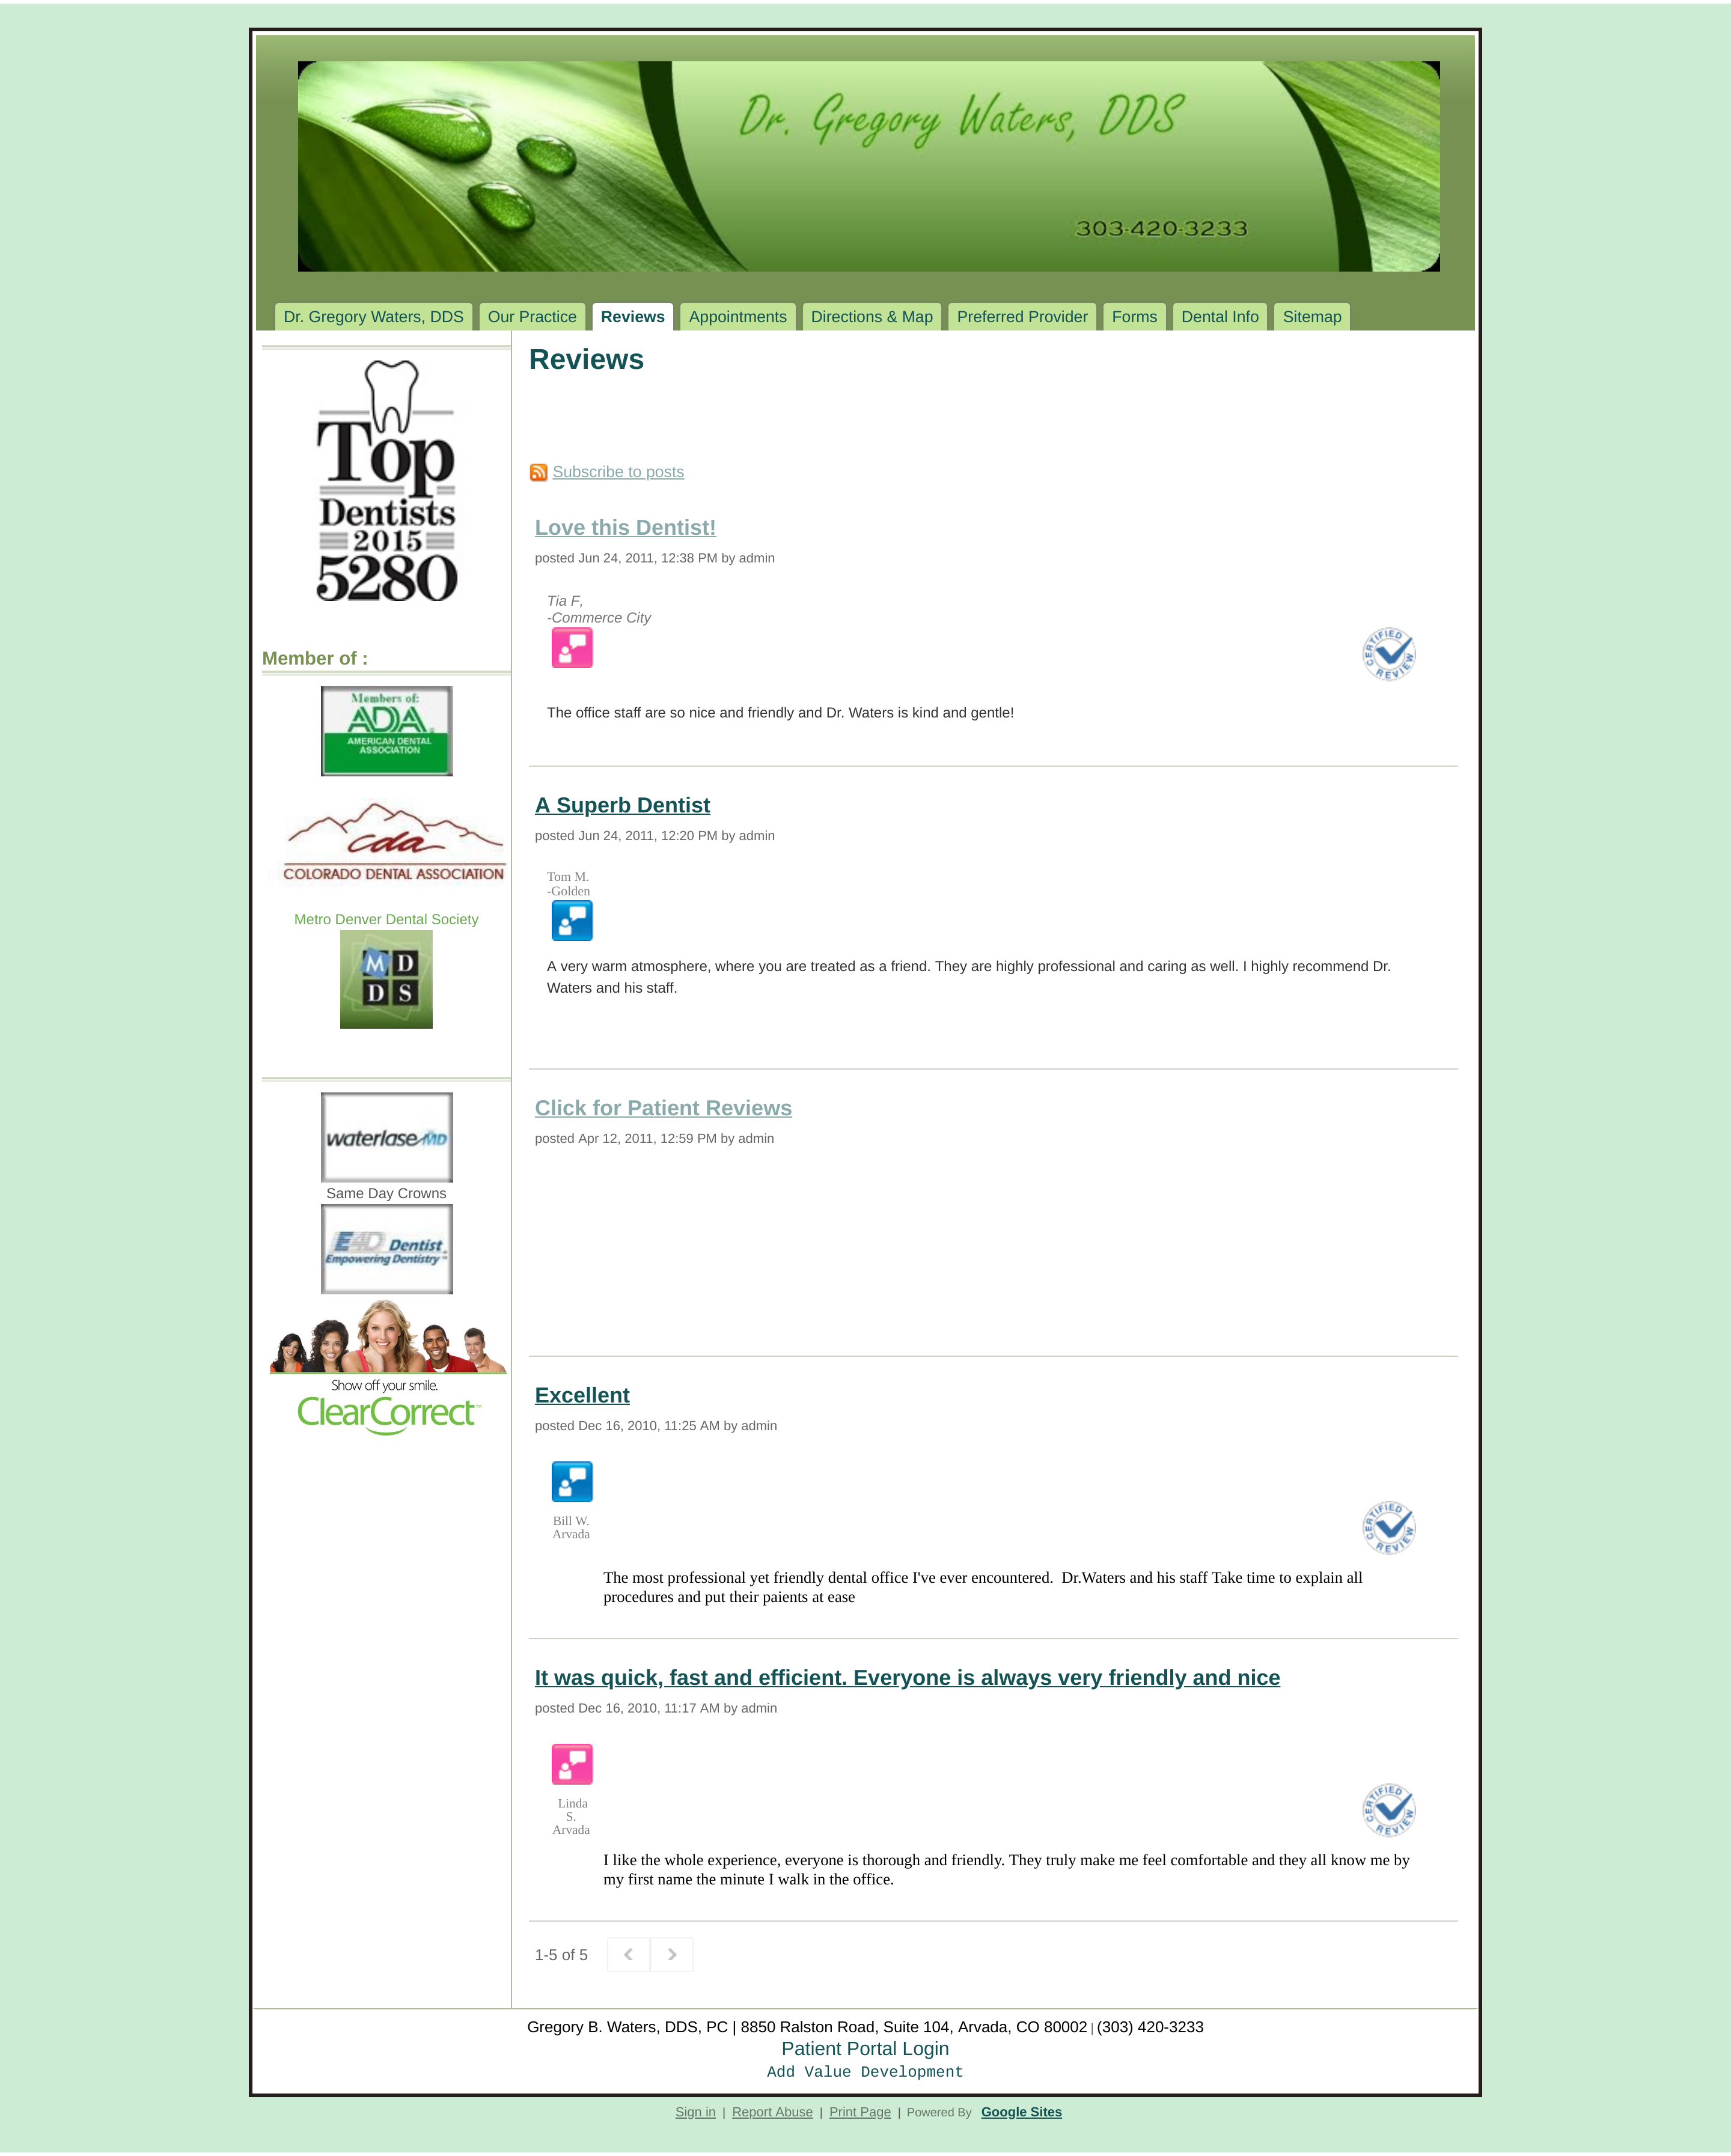 Dr. Gregory Waters, DDS
303-420-3233
Dr. Gregory Waters, DDS Our Practice Reviews Appointments Directions & Map Preferred Provider Forms Dental Info Sitemap
Top
Dentists
2015
5280
Member of :
Members of:
ADA®
AMERICAN DENTAL
ASSOCIATION
cda
COLORADO DENTAL ASSOCIATION
Metro Denver Dental Society
M D
D S
waterlase MD
Same Day Crowns
E4D Dentist
Empowering Dentistry™
Show off your smile.
ClearCorrect™
Reviews
Subscribe to posts
Love this Dentist!
posted Jun 24, 2011, 12:38 PM by admin
Tia F,
-Commerce City
CERTIFIED REVIEW
The office staff are so nice and friendly and Dr. Waters is kind and gentle!
A Superb Dentist
posted Jun 24, 2011, 12:20 PM by admin
Tom M.
-Golden
A very warm atmosphere, where you are treated as a friend. They are highly professional and caring as well. I highly recommend Dr.
Waters and his staff.
Click for Patient Reviews
posted Apr 12, 2011, 12:59 PM by admin
Excellent
posted Dec 16, 2010, 11:25 AM by admin
Bill W.
Arvada
CERTIFIED REVIEW
The most professional yet friendly dental office I've ever encountered.  Dr.Waters and his staff Take time to explain all
procedures and put their paients at ease
It was quick, fast and efficient. Everyone is always very friendly and nice
posted Dec 16, 2010, 11:17 AM by admin
Linda
S.
Arvada
CERTIFIED REVIEW
I like the whole experience, everyone is thorough and friendly. They truly make me feel comfortable and they all know me by
my first name the minute I walk in the office.
1-5 of 5
Gregory B. Waters, DDS, PC | 8850 Ralston Road, Suite 104, Arvada, CO 80002 | (303) 420-3233
Patient Portal Login
Add Value Development
Sign in | Report Abuse | Print Page | Powered By Google Sites